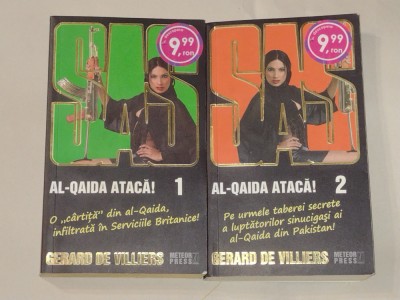 SAS
9,99
ron
AL-QAIDA ATACĂ! 1
O „cârtiță” din al-Qaida,
infiltrată în Serviciile Britanice!
GERARD DE VILLIERS
METEOR
PRESS
SAS
9,99
ron
AL-QAIDA ATACĂ! 2
Pe urmele taberei secrete
a luptătorilor sinucigași ai
al-Qaida din Pakistan!
GERARD DE VILLIERS
METEOR
PRESS